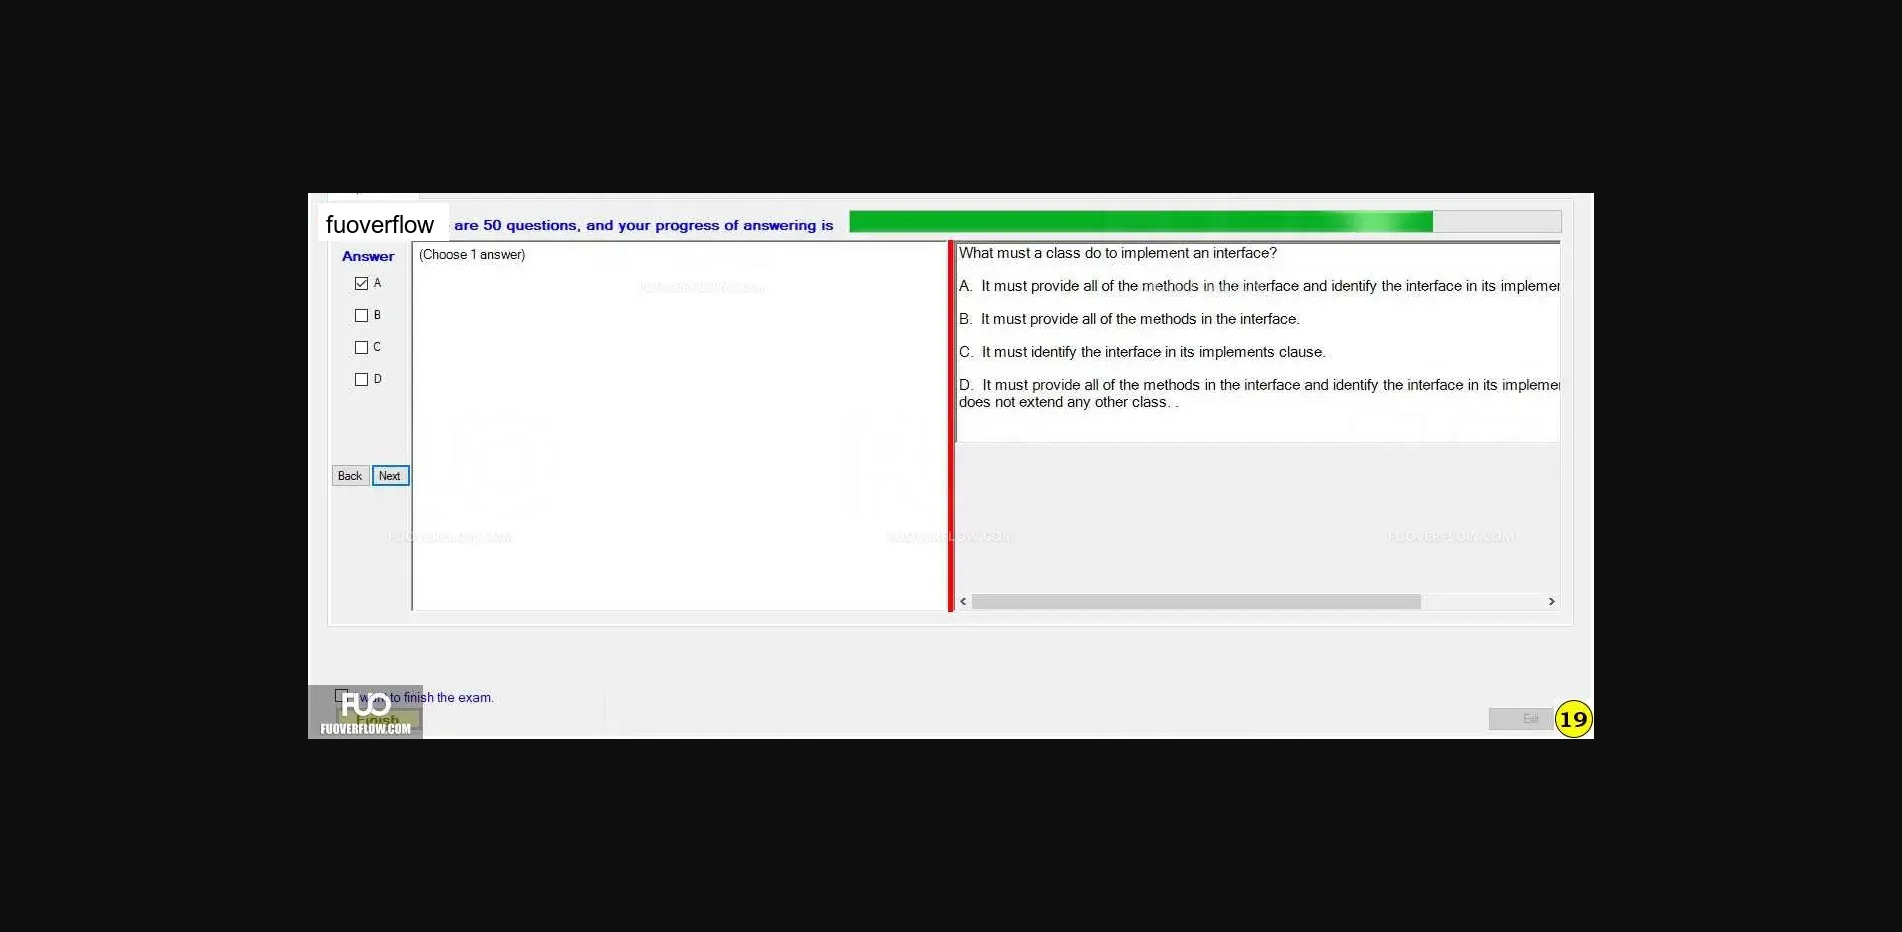 fuoverflow are 50 questions, and your progress of answering is
Answer
(Choose 1 answer)
A
B
C
D
Back Next
What must a class do to implement an interface?
A. It must provide all of the methods in the interface and identify the interface in its implemen
B. It must provide all of the methods in the interface.
C. It must identify the interface in its implements clause.
D. It must provide all of the methods in the interface and identify the interface in its implemen
does not extend any other class. .
FUOVERFLOW.COM
FUOVERFLOW.COM FUOVERFLOW.COM FUOVERFLOW.COM
want to finish the exam.
FUO
Finish
FUOVERFLOW.COM
Exit
19